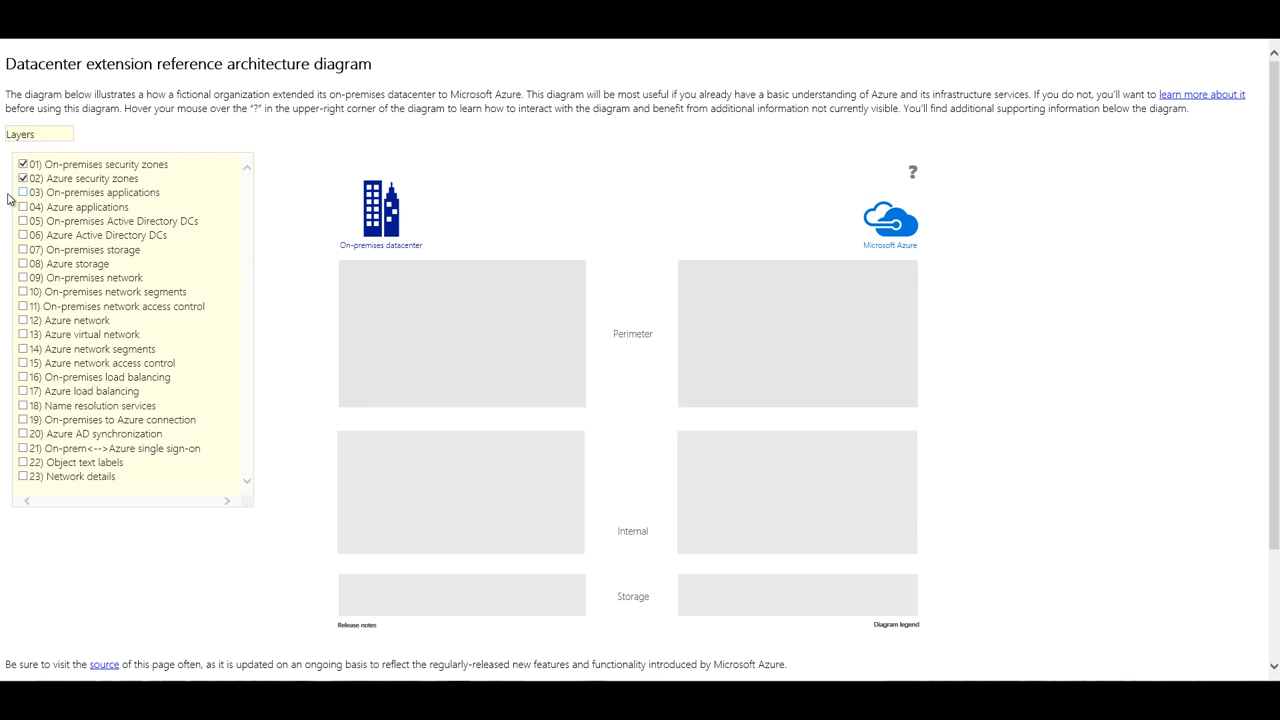 Datacenter extension reference architecture diagram
The diagram below illustrates a how a fictional organization extended its on-premises datacenter to Microsoft Azure. This diagram will be most useful if you already have a basic understanding of Azure and its infrastructure services. If you do not, you'll want to learn more about it
before using this diagram. Hover your mouse over the "?" in the upper-right corner of the diagram to learn how to interact with the diagram and benefit from additional information not currently visible. You'll find additional supporting information below the diagram.
Layers
01) On-premises security zones
02) Azure security zones
03) On-premises applications
04) Azure applications
05) On-premises Active Directory DCs
06) Azure Active Directory DCs
07) On-premises storage
08) Azure storage
09) On-premises network
10) On-premises network segments
11) On-premises network access control
12) Azure network
13) Azure virtual network
14) Azure network segments
15) Azure network access control
16) On-premises load balancing
17) Azure load balancing
18) Name resolution services
19) On-premises to Azure connection
20) Azure AD synchronization
21) On-prem<-->Azure single sign-on
22) Object text labels
23) Network details
?
On-premises datacenter
Microsoft Azure
Perimeter
Internal
Storage
Release notes
Diagram legend
Be sure to visit the source of this page often, as it is updated on an ongoing basis to reflect the regularly-released new features and functionality introduced by Microsoft Azure.